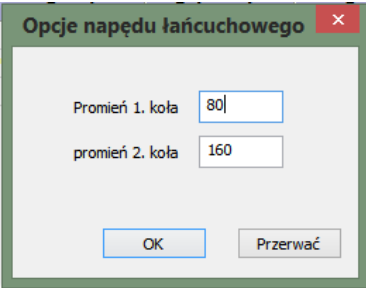 Opcje napędu łańcuchowego
Promień 1. koła 80
promień 2. koła 160
OK Przerwać